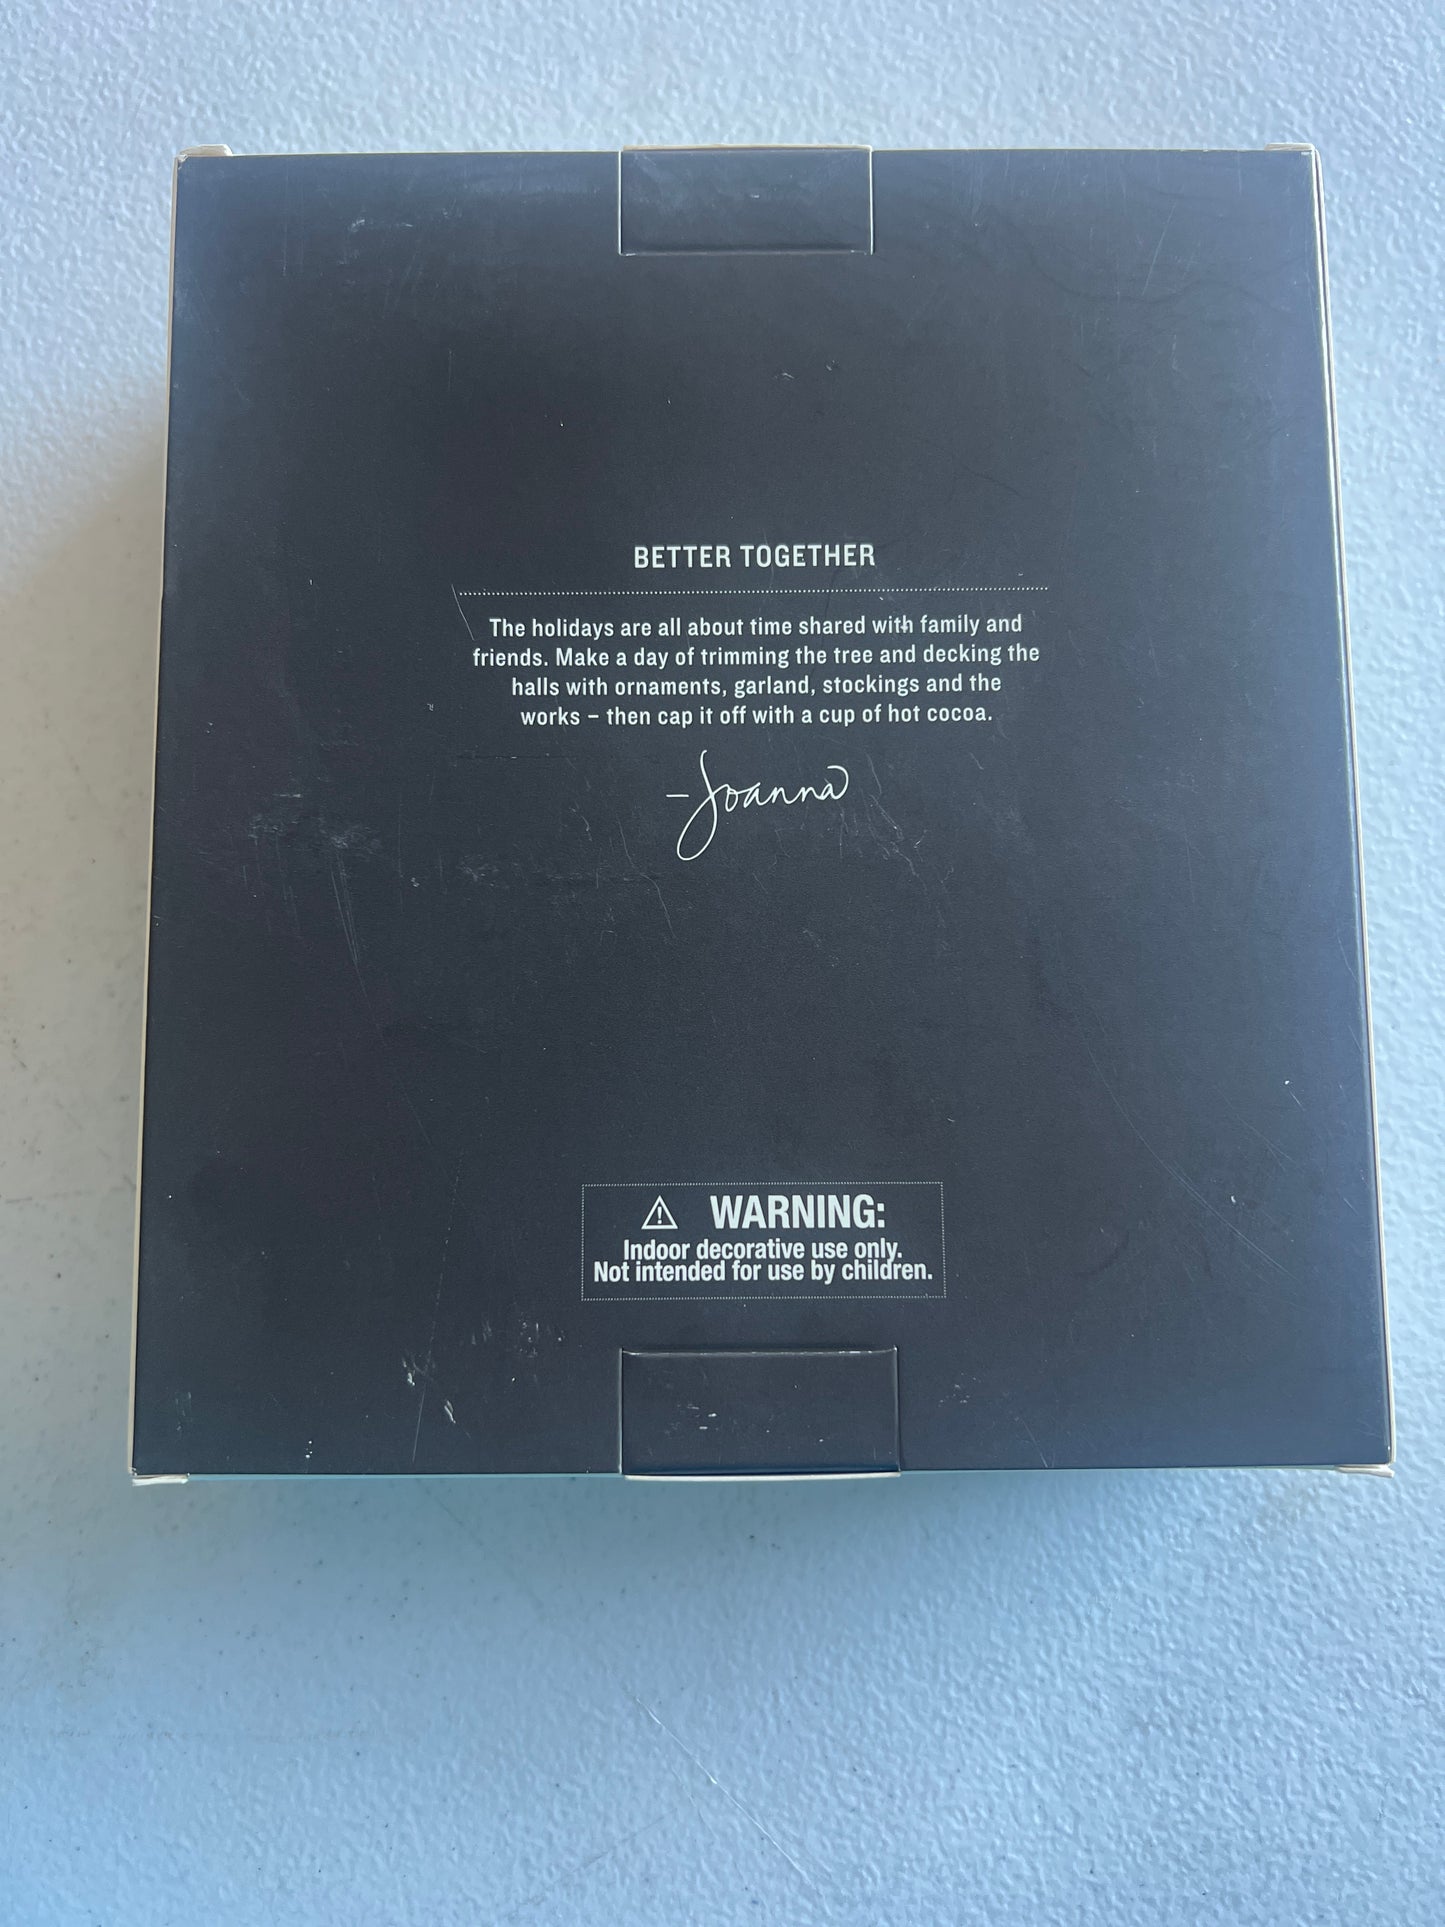 BETTER TOGETHER
The holidays are all about time shared with family and
friends. Make a day of trimming the tree and decking the
halls with ornaments, garland, stockings and the
works – then cap it off with a cup of hot cocoa.
–Joanna
WARNING:
Indoor decorative use only.
Not intended for use by children.